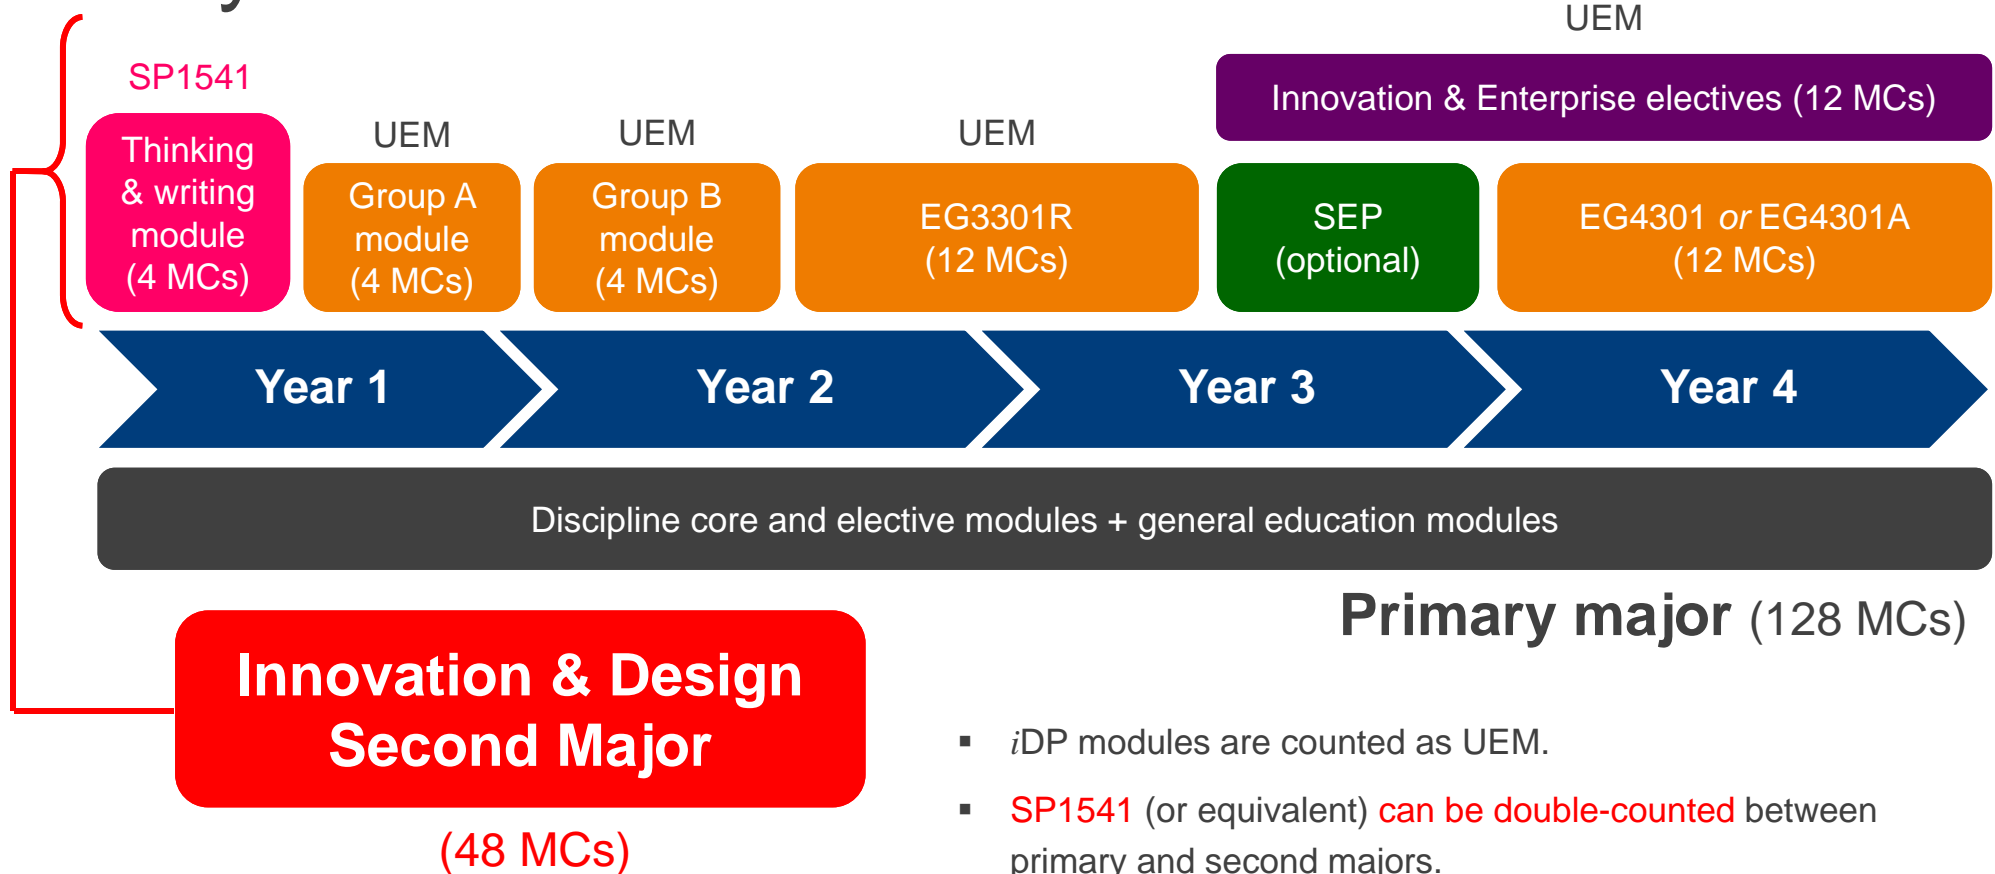 UEM
SP1541
Innovation & Enterprise electives (12 MCs)
UEM
UEM
UEM
Thinking
& writing
module
(4 MCs)
Group A
module
(4 MCs)
Group B
module
(4 MCs)
EG3301R
(12 MCs)
SEP
(optional)
EG4301 or EG4301A
(12 MCs)
Year 1
Year 2
Year 3
Year 4
Discipline core and elective modules + general education modules
Primary major (128 MCs)
Innovation & Design
Second Major
(48 MCs)
▪ iDP modules are counted as UEM.
▪ SP1541 (or equivalent) can be double-counted between
primary and second majors.